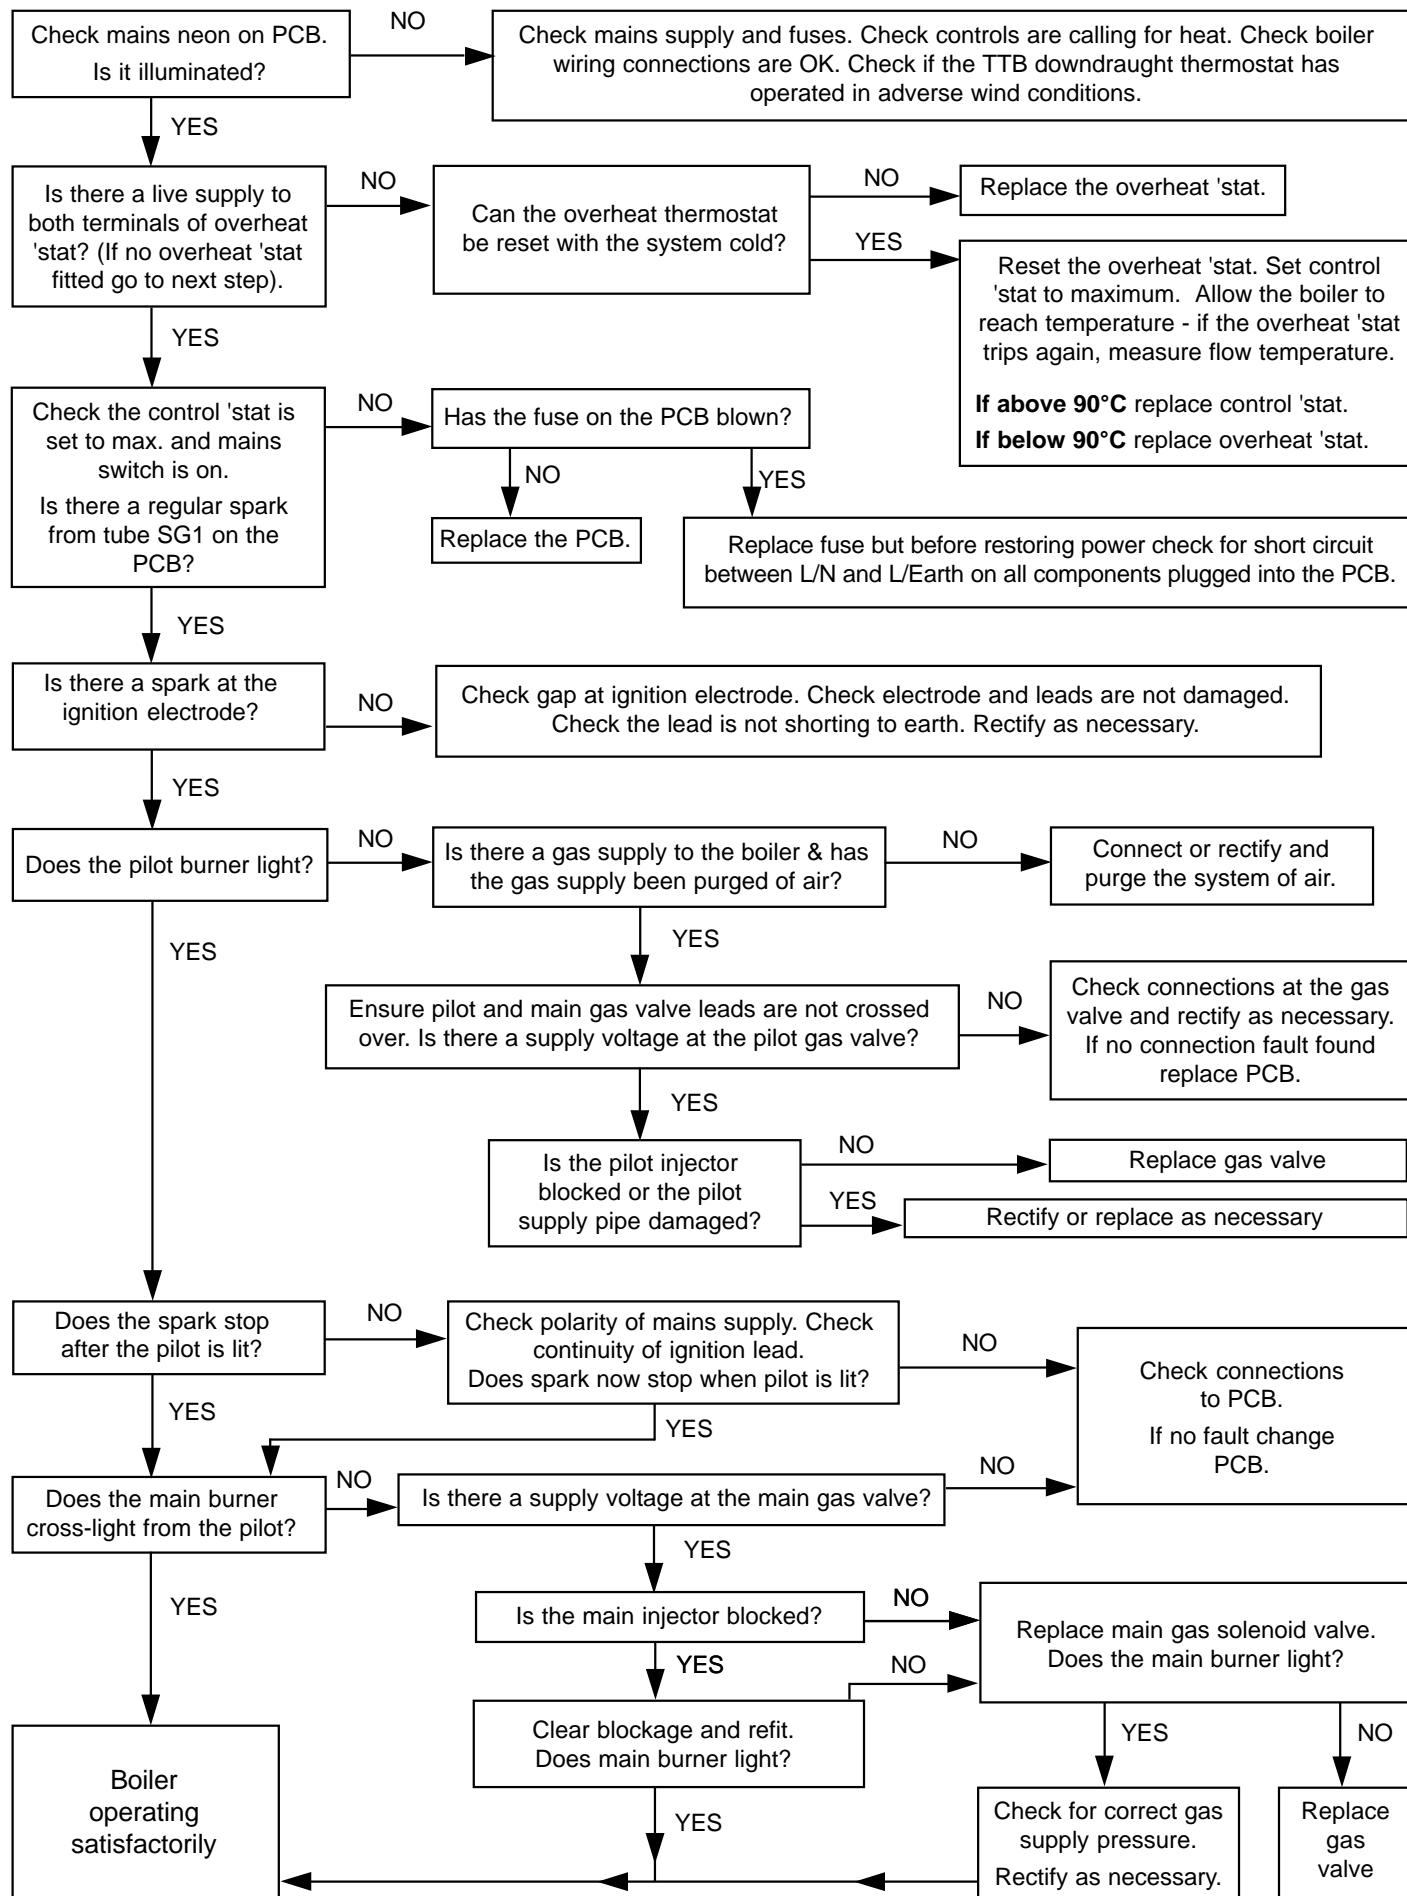 Check mains neon on PCB.
Is it illuminated?
NO
Check mains supply and fuses. Check controls are calling for heat. Check boiler
wiring connections are OK. Check if the TTB downdraught thermostat has
operated in adverse wind conditions.
YES
Is there a live supply to
both terminals of overheat
'stat? (If no overheat 'stat
fitted go to next step).
NO
Can the overheat thermostat
be reset with the system cold?
NO
Replace the overheat 'stat.
YES
Reset the overheat 'stat. Set control
'stat to maximum. Allow the boiler to
reach temperature - if the overheat 'stat
trips again, measure flow temperature.
If above 90°C replace control 'stat.
If below 90°C replace overheat 'stat.
YES
Check the control 'stat is
set to max. and mains
switch is on.
Is there a regular spark
from tube SG1 on the
PCB?
NO
Has the fuse on the PCB blown?
NO
Replace the PCB.
YES
Replace fuse but before restoring power check for short circuit
between L/N and L/Earth on all components plugged into the PCB.
YES
Is there a spark at the
ignition electrode?
NO
Check gap at ignition electrode. Check electrode and leads are not damaged.
Check the lead is not shorting to earth. Rectify as necessary.
YES
Does the pilot burner light?
NO
Is there a gas supply to the boiler & has
the gas supply been purged of air?
NO
Connect or rectify and
purge the system of air.
YES
YES
Ensure pilot and main gas valve leads are not crossed
over. Is there a supply voltage at the pilot gas valve?
NO
Check connections at the gas
valve and rectify as necessary.
If no connection fault found
replace PCB.
YES
Is the pilot injector
blocked or the pilot
supply pipe damaged?
NO
Replace gas valve
YES
Rectify or replace as necessary
Does the spark stop
after the pilot is lit?
NO
Check polarity of mains supply. Check
continuity of ignition lead.
Does spark now stop when pilot is lit?
NO
Check connections
to PCB.
If no fault change
PCB.
YES
YES
Does the main burner
cross-light from the pilot?
NO
Is there a supply voltage at the main gas valve?
NO
YES
YES
Is the main injector blocked?
NO
Replace main gas solenoid valve.
Does the main burner light?
YES
Clear blockage and refit.
Does main burner light?
NO
YES
NO
Boiler
operating
satisfactorily
YES
Check for correct gas
supply pressure.
Rectify as necessary.
Replace
gas
valve